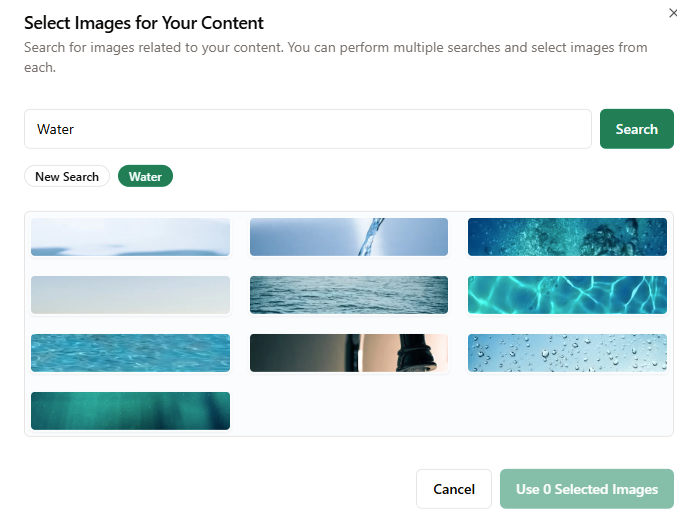 Select Images for Your Content
Search for images related to your content. You can perform multiple searches and select images from
each.
Water
Search
New Search
Water
Cancel
Use 0 Selected Images